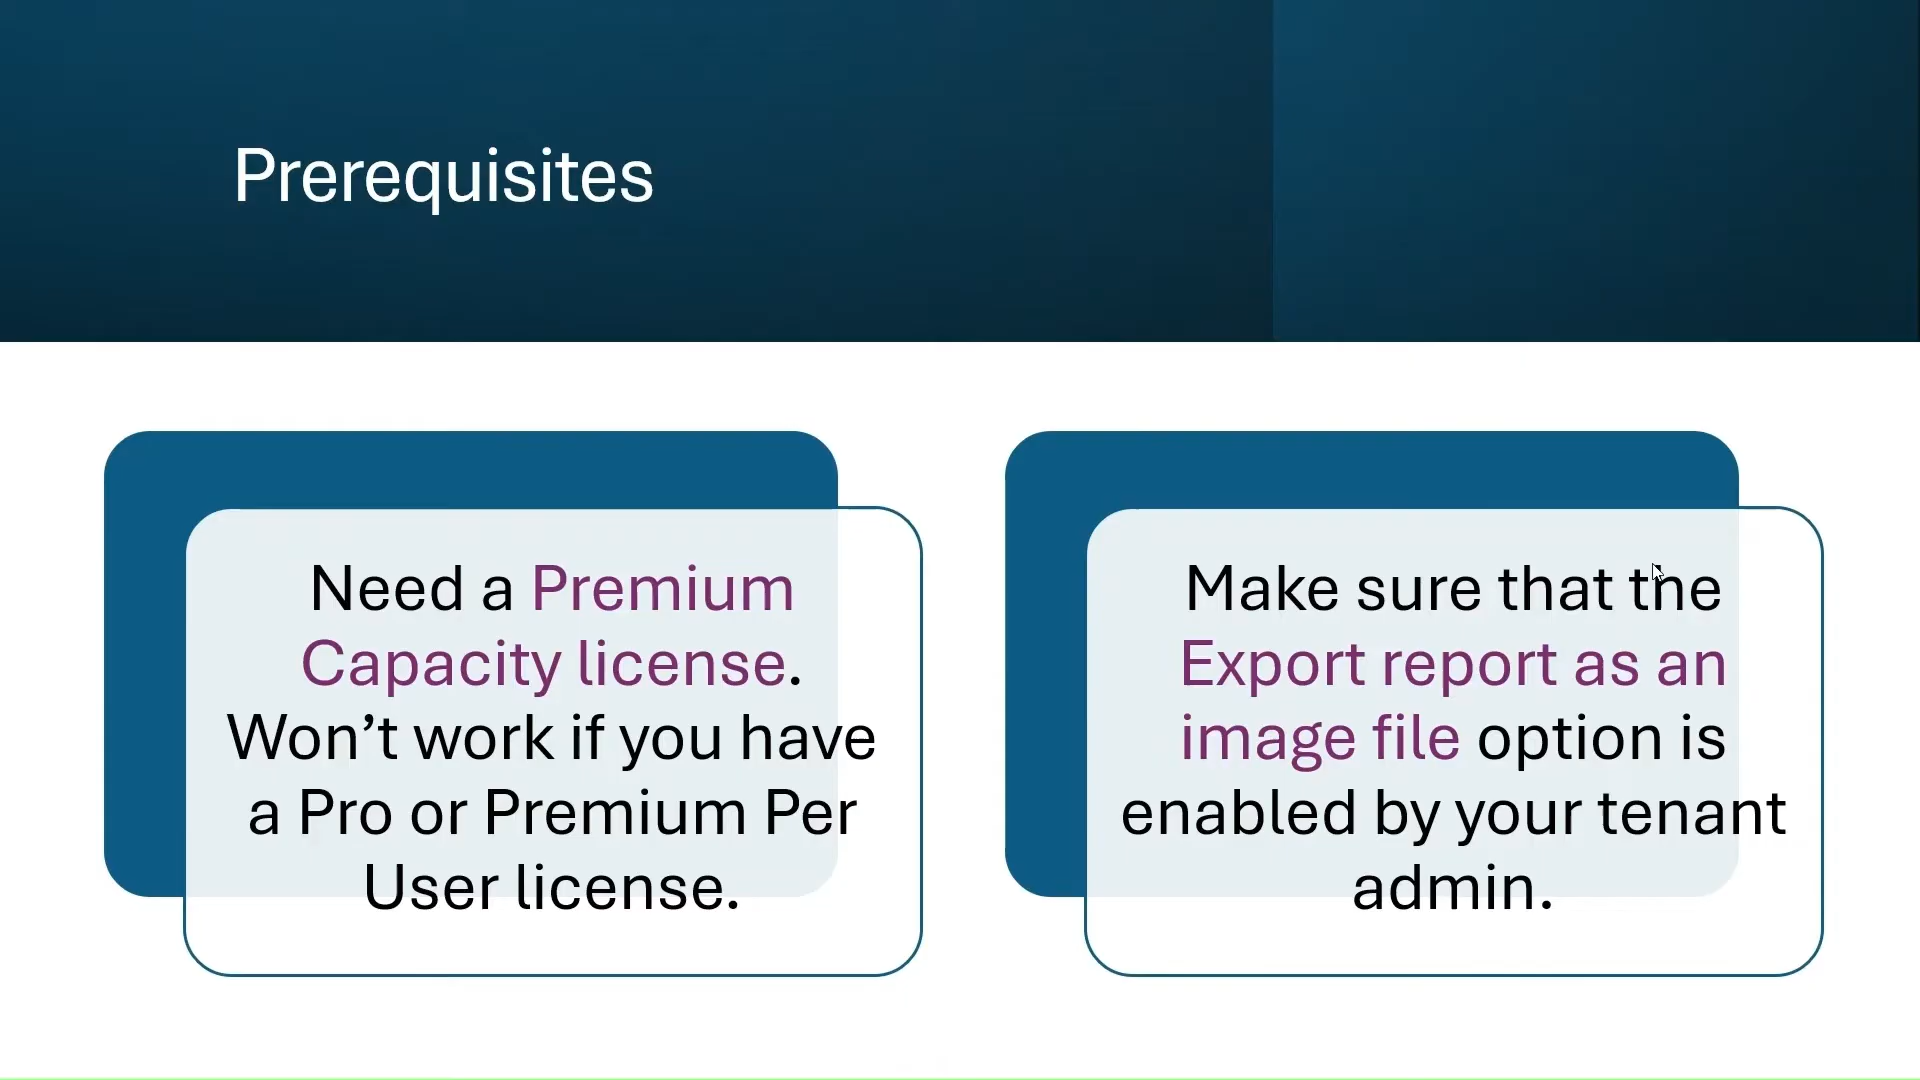 Prerequisites
Need a Premium
Capacity license.
Won’t work if you have
a Pro or Premium Per
User license.
Make sure that the
Export report as an
image file option is
enabled by your tenant
admin.